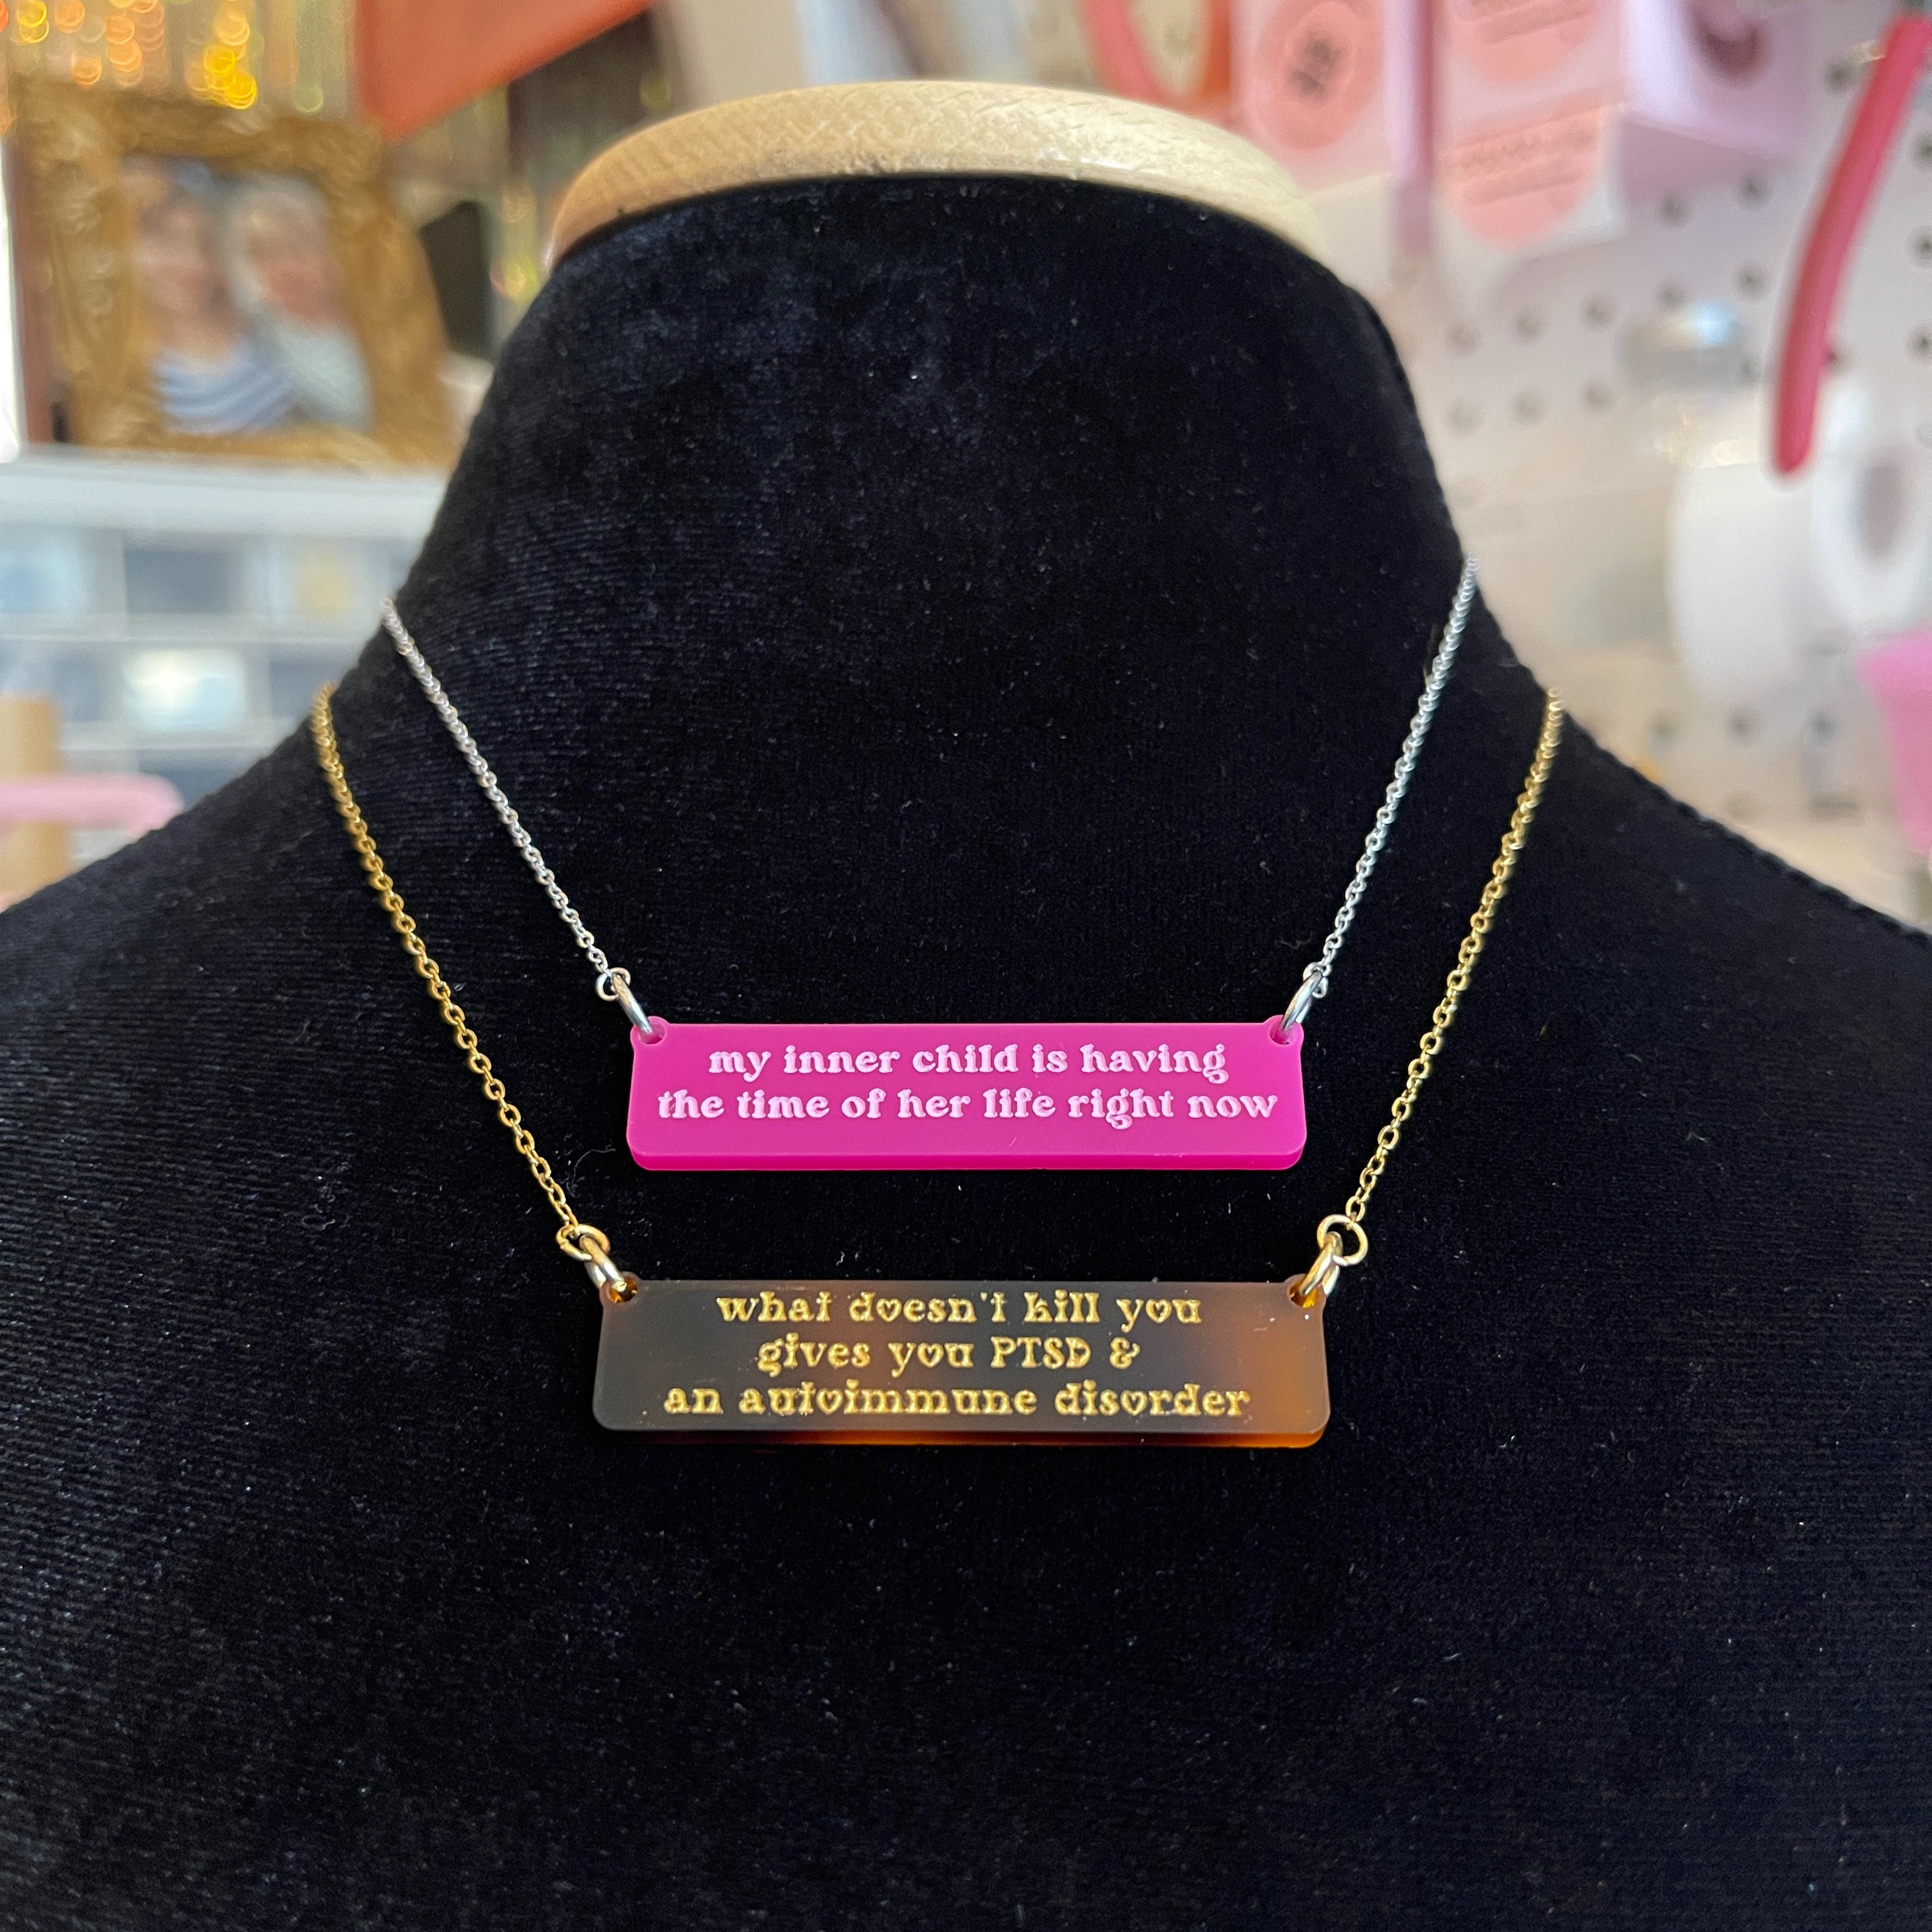 my inner child is having
the time of her life right now
what doesn't kill you
gives you PTSD &
an autoimmune disorder